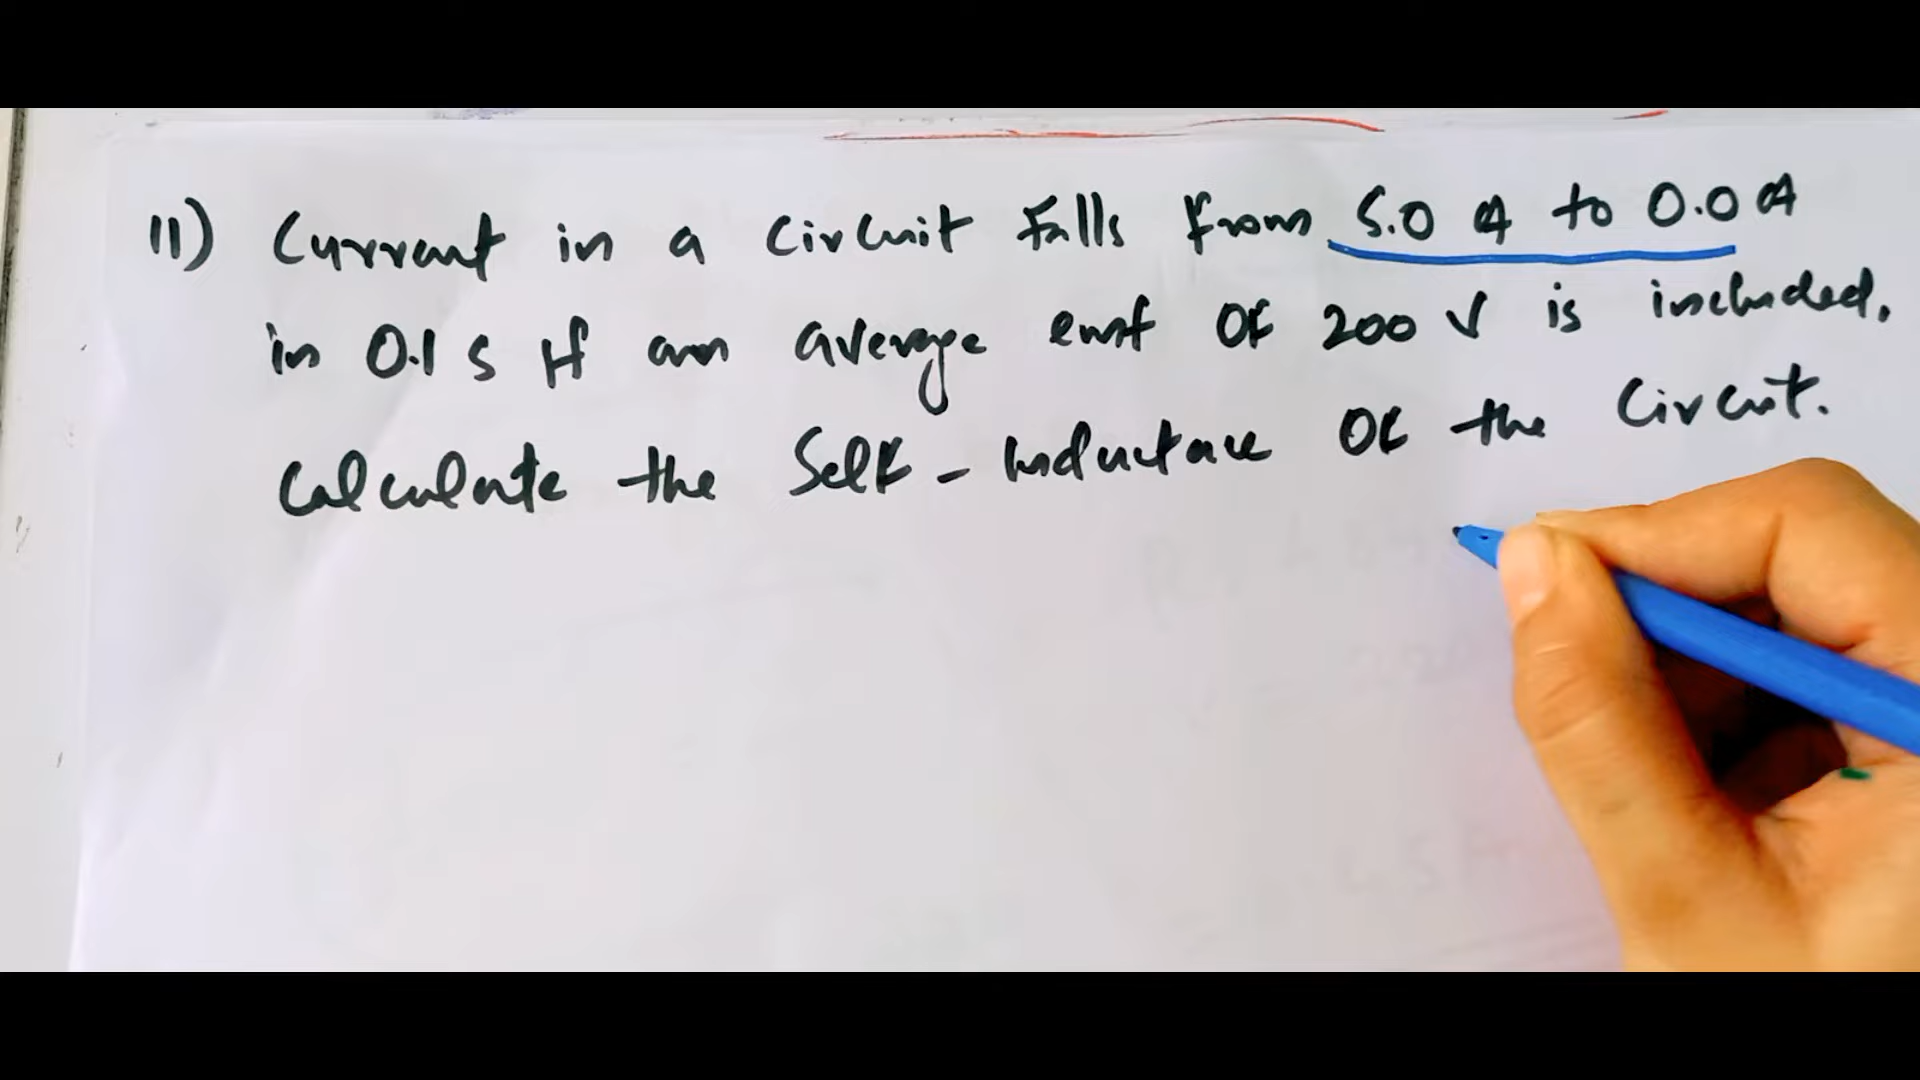 11) Current in a circuit falls from 5.0 A to 0.0 A
in 0.1 s If an average emf of 200 V is included.
Calculate the Self - Inductace of the Circuit.